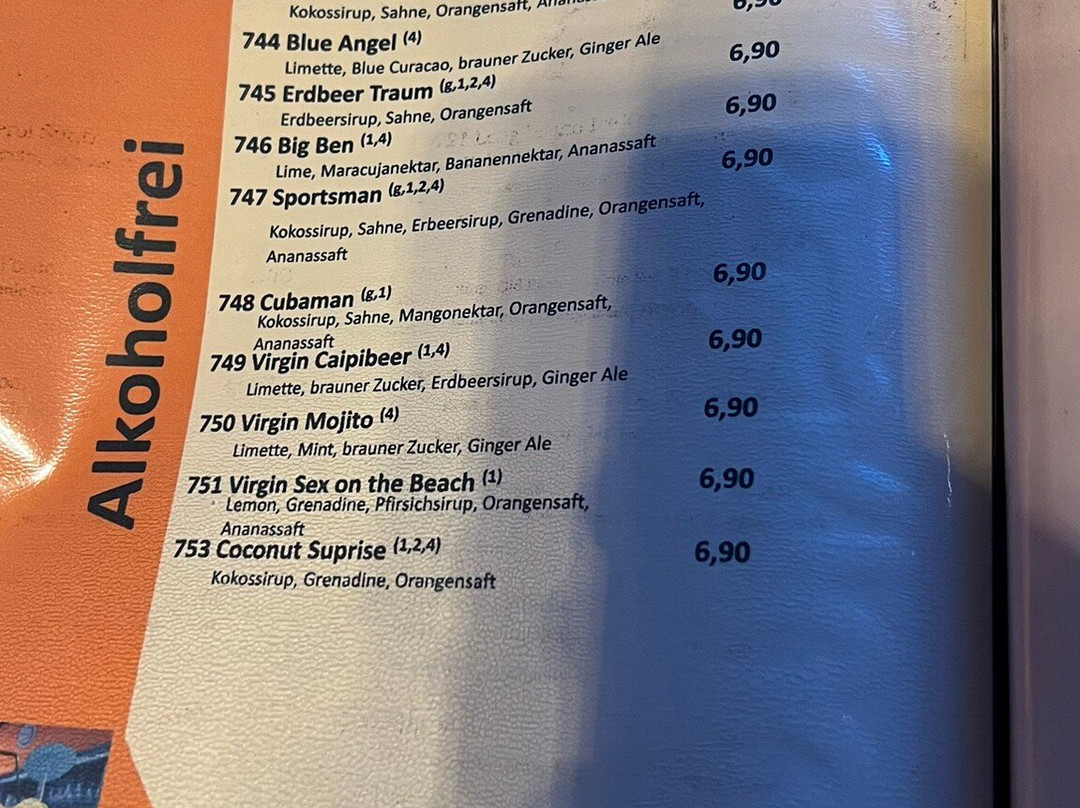 Kokossirup, Sahne, Orangensaft,
6,90
744 Blue Angel (4)
Limette, Blue Curacao, brauner Zucker, Ginger Ale
6,90
745 Erdbeer Traum (g,1,2,4)
Erdbeersirup, Sahne, Orangensaft
6,90
746 Big Ben (1,4)
Lime, Maracujanektar, Bananennektar, Ananassaft
6,90
747 Sportsman (g,1,2,4)
Kokossirup, Sahne, Erbeersirup, Grenadine, Orangensaft,
Ananassaft
6,90
748 Cubaman (g,1)
Kokossirup, Sahne, Mangonektar, Orangensaft,
Ananassaft
6,90
749 Virgin Caipibeer (1,4)
Limette, brauner Zucker, Erdbeersirup, Ginger Ale
6,90
750 Virgin Mojito (4)
Limette, Mint, brauner Zucker, Ginger Ale
6,90
751 Virgin Sex on the Beach (1)
Lemon, Grenadine, Pfirsichsirup, Orangensaft,
Ananassaft
6,90
753 Coconut Suprise (1,2,4)
Kokossirup, Grenadine, Orangensaft
Alkoholfrei